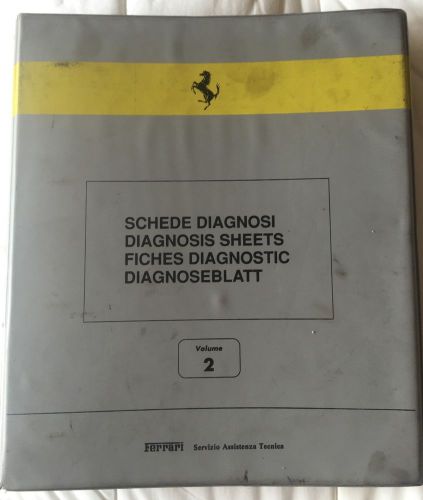 SCHEDE DIAGNOSI
DIAGNOSIS SHEETS
FICHES DIAGNOSTIC
DIAGNOSEBLATT
Volume
2
Ferrari Servizio Assistenza Tecnica